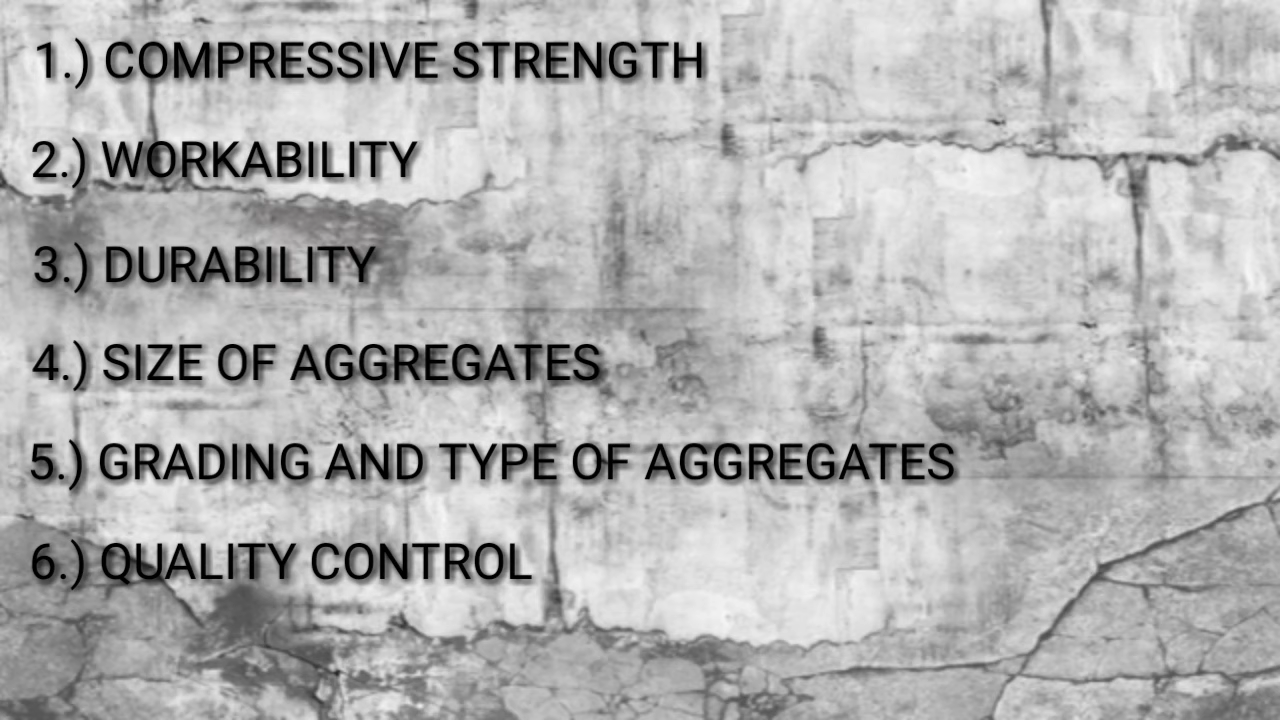 1.) COMPRESSIVE STRENGTH
2.) WORKABILITY
3.) DURABILITY
4.) SIZE OF AGGREGATES
5.) GRADING AND TYPE OF AGGREGATES
6.) QUALITY CONTROL